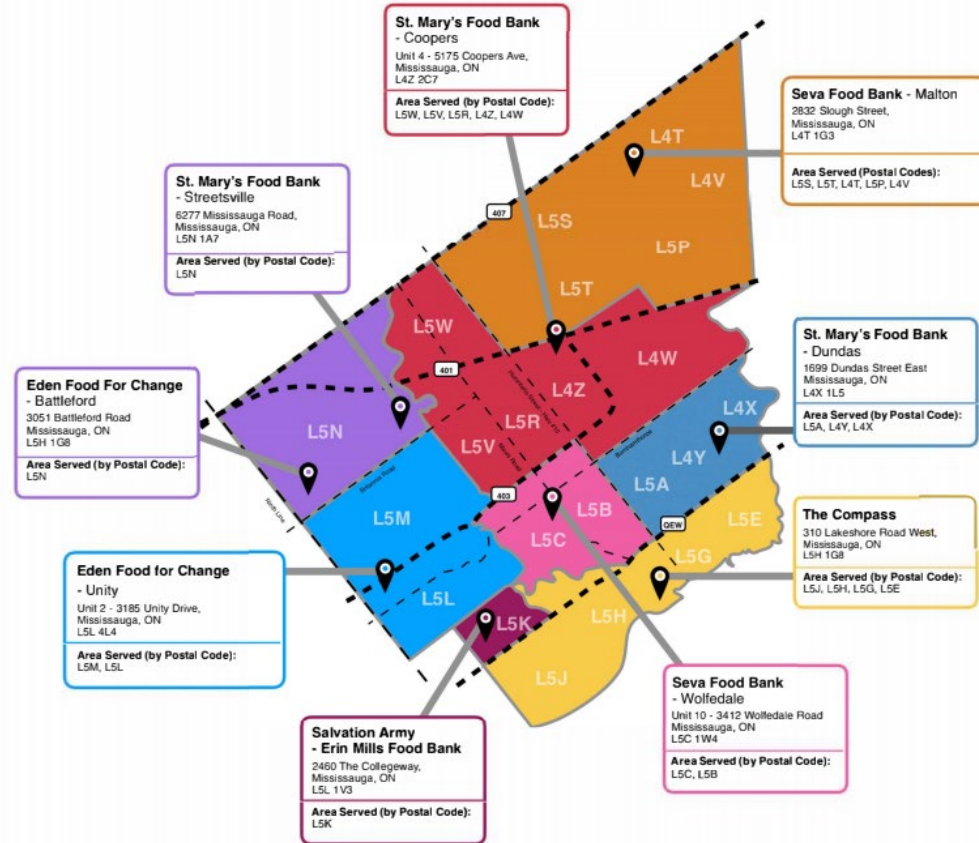 St. Mary's Food Bank
- Coopers
Unit 4 - 5175 Coopers Ave,
Mississauga, ON
L4Z 2C7
Area Served (by Postal Code):
L5W, L5V, L5R, L4Z, L4W
Seva Food Bank - Malton
2832 Slough Street,
Mississauga, ON
L4T 1G3
Area Served (Postal Codes):
L5S, L5T, L4T, L5P, L4V
St. Mary's Food Bank
- Streetsville
6277 Mississauga Road,
Mississauga, ON
L5N 1A7
Area Served (by Postal Code):
L5N
St. Mary's Food Bank
- Dundas
1699 Dundas Street East
Mississauga, ON
L4X 1L5
Area Served (by Postal Code):
L5A, L4Y, L4X
Eden Food For Change
- Battleford
3051 Battleford Road
Mississauga, ON
L5H 1G8
Area Served (by Postal Code):
L5N
The Compass
310 Lakeshore Road West,
Mississauga, ON
L5H 1G8
Area Served (by Postal Code):
L5J, L5H, L5G, L5E
Eden Food for Change
- Unity
Unit 2 - 3185 Unity Drive,
Mississauga, ON
L5L 4L4
Area Served (by Postal Code):
L5M, L5L
Seva Food Bank
- Wolfedale
Unit 10 - 3412 Wolfedale Road
Mississauga, ON
L5C 1W4
Area Served (by Postal Code):
L5C, L5B
Salvation Army
- Erin Mills Food Bank
2460 The Collegeway,
Mississauga, ON
L5L 1V3
Area Served (by Postal Code):
L5K
L4T
L4V
407
L5S
L5P
L5T
L5W
L4W
401
L4Z
L4X
L5R
L5N
L5V
L4Y
Burnhamthorpe
Britannia Road
Mavis Road
L5A
403
Ninth Line
L5B
L5M
L5E
QEW
L5C
L5G
L5L
L5H
L5K
L5J